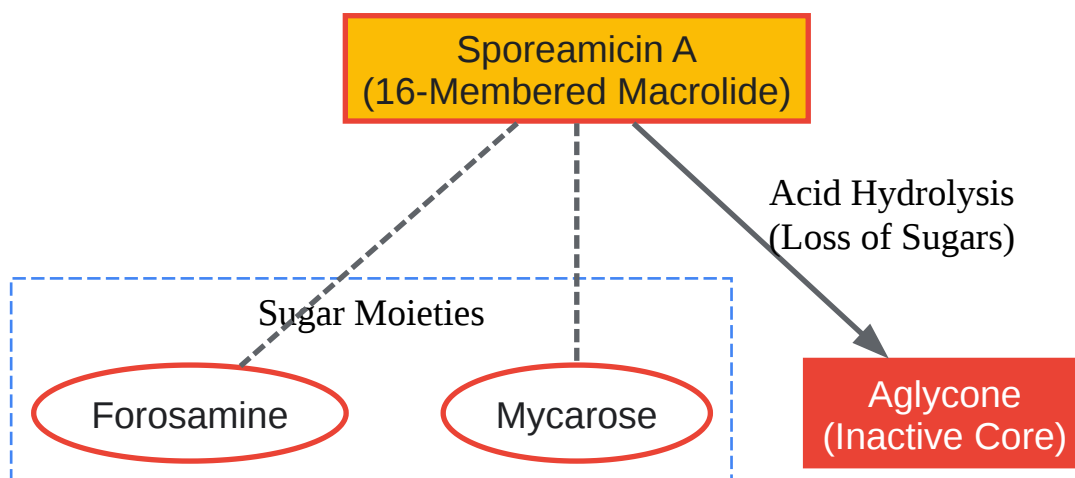 Sporeamicin A
(16-Membered Macrolide)
Acid Hydrolysis
(Loss of Sugars)
Sugar Moieties
Forosamine
Mycarose
Aglycone
(Inactive Core)